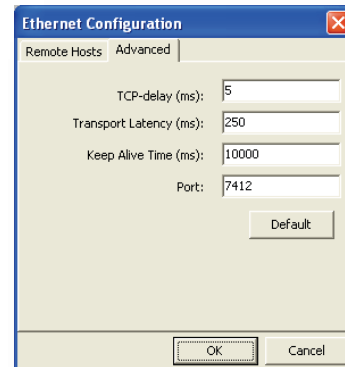 Ethernet Configuration
Remote Hosts Advanced
TCP-delay (ms): 5
Transport Latency (ms): 250
Keep Alive Time (ms): 10000
Port: 7412
Default
OK Cancel